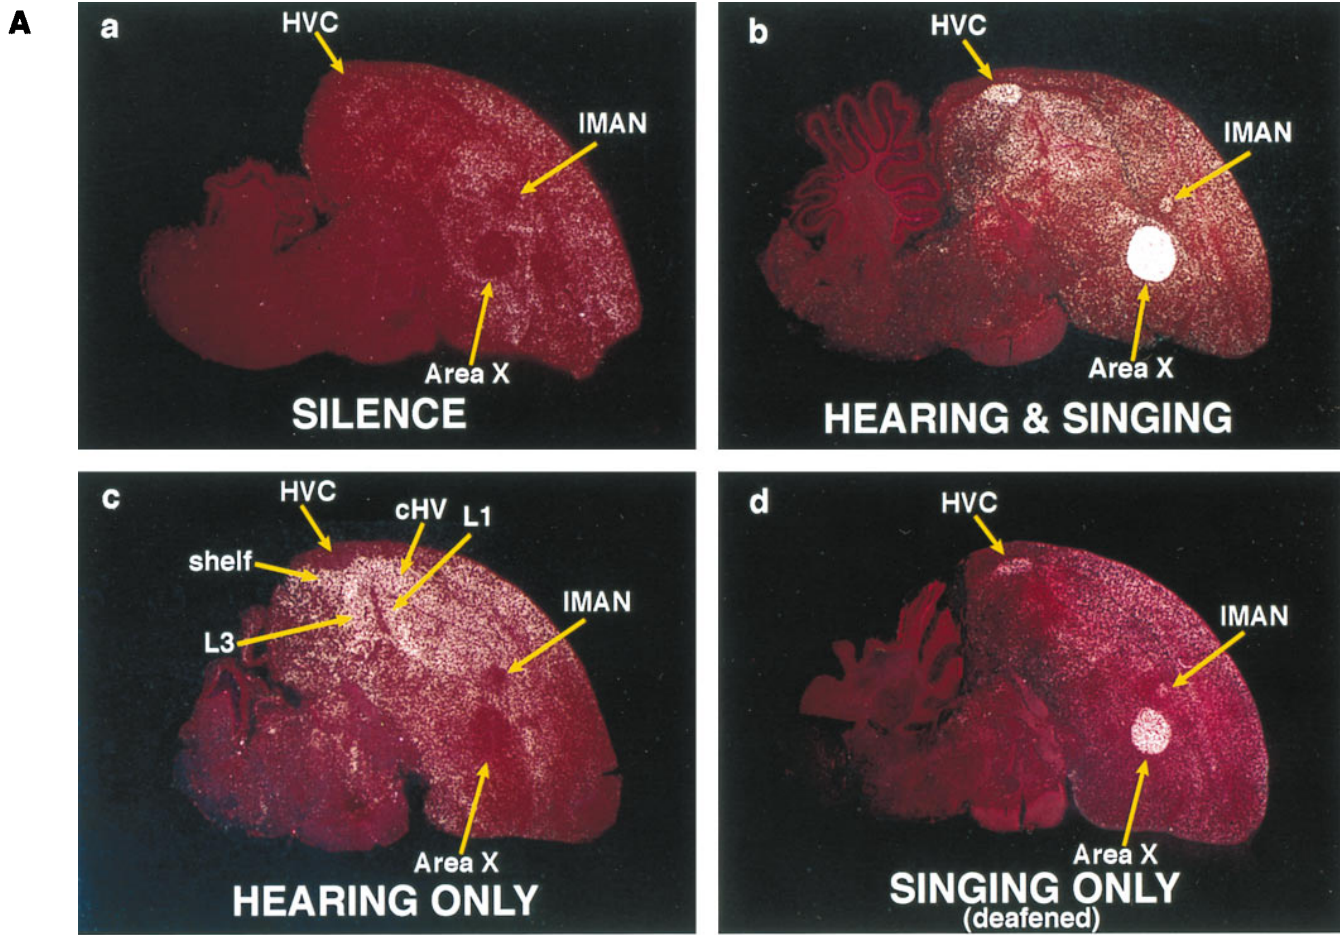 A
a
HVC
lMAN
Area X
SILENCE
b
HVC
lMAN
Area X
HEARING & SINGING
c
HVC
cHV
L1
shelf
lMAN
L3
Area X
HEARING ONLY
d
HVC
lMAN
Area X
SINGING ONLY
(deafened)